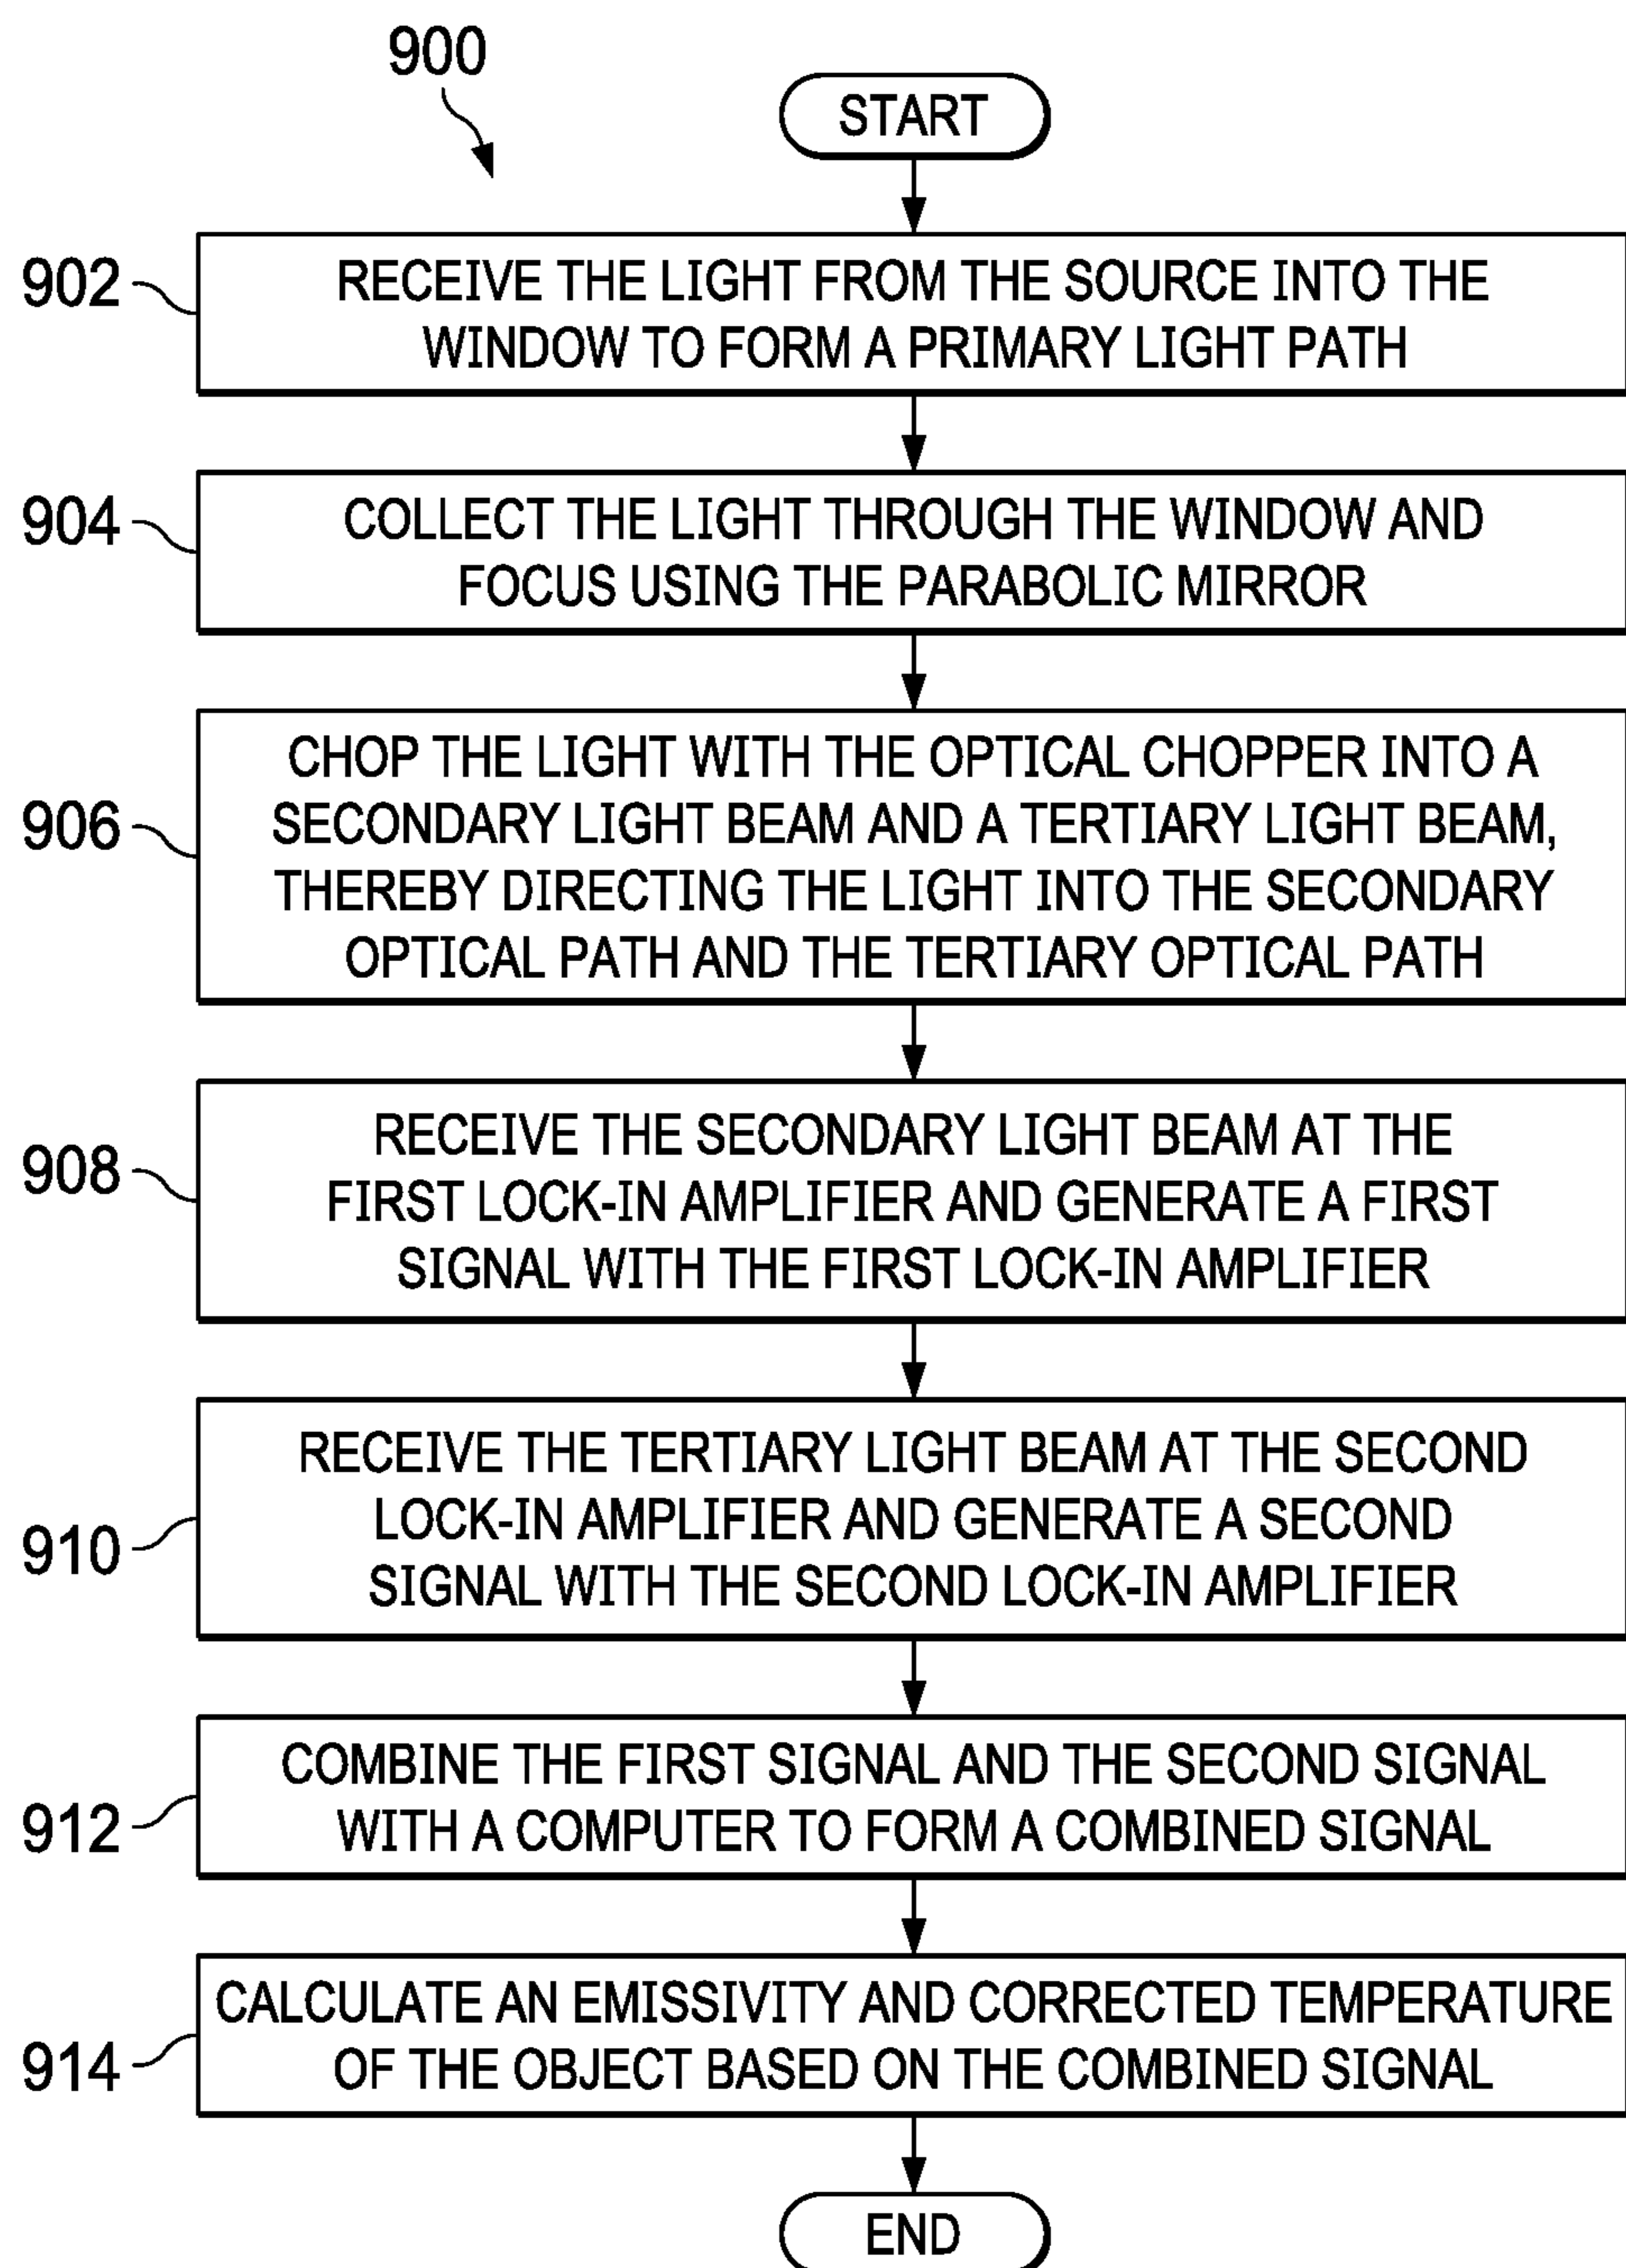 900
START
902
RECEIVE THE LIGHT FROM THE SOURCE INTO THE
WINDOW TO FORM A PRIMARY LIGHT PATH
904
COLLECT THE LIGHT THROUGH THE WINDOW AND
FOCUS USING THE PARABOLIC MIRROR
906
CHOP THE LIGHT WITH THE OPTICAL CHOPPER INTO A
SECONDARY LIGHT BEAM AND A TERTIARY LIGHT BEAM,
THEREBY DIRECTING THE LIGHT INTO THE SECONDARY
OPTICAL PATH AND THE TERTIARY OPTICAL PATH
908
RECEIVE THE SECONDARY LIGHT BEAM AT THE
FIRST LOCK-IN AMPLIFIER AND GENERATE A FIRST
SIGNAL WITH THE FIRST LOCK-IN AMPLIFIER
910
RECEIVE THE TERTIARY LIGHT BEAM AT THE SECOND
LOCK-IN AMPLIFIER AND GENERATE A SECOND
SIGNAL WITH THE SECOND LOCK-IN AMPLIFIER
912
COMBINE THE FIRST SIGNAL AND THE SECOND SIGNAL
WITH A COMPUTER TO FORM A COMBINED SIGNAL
914
CALCULATE AN EMISSIVITY AND CORRECTED TEMPERATURE
OF THE OBJECT BASED ON THE COMBINED SIGNAL
END